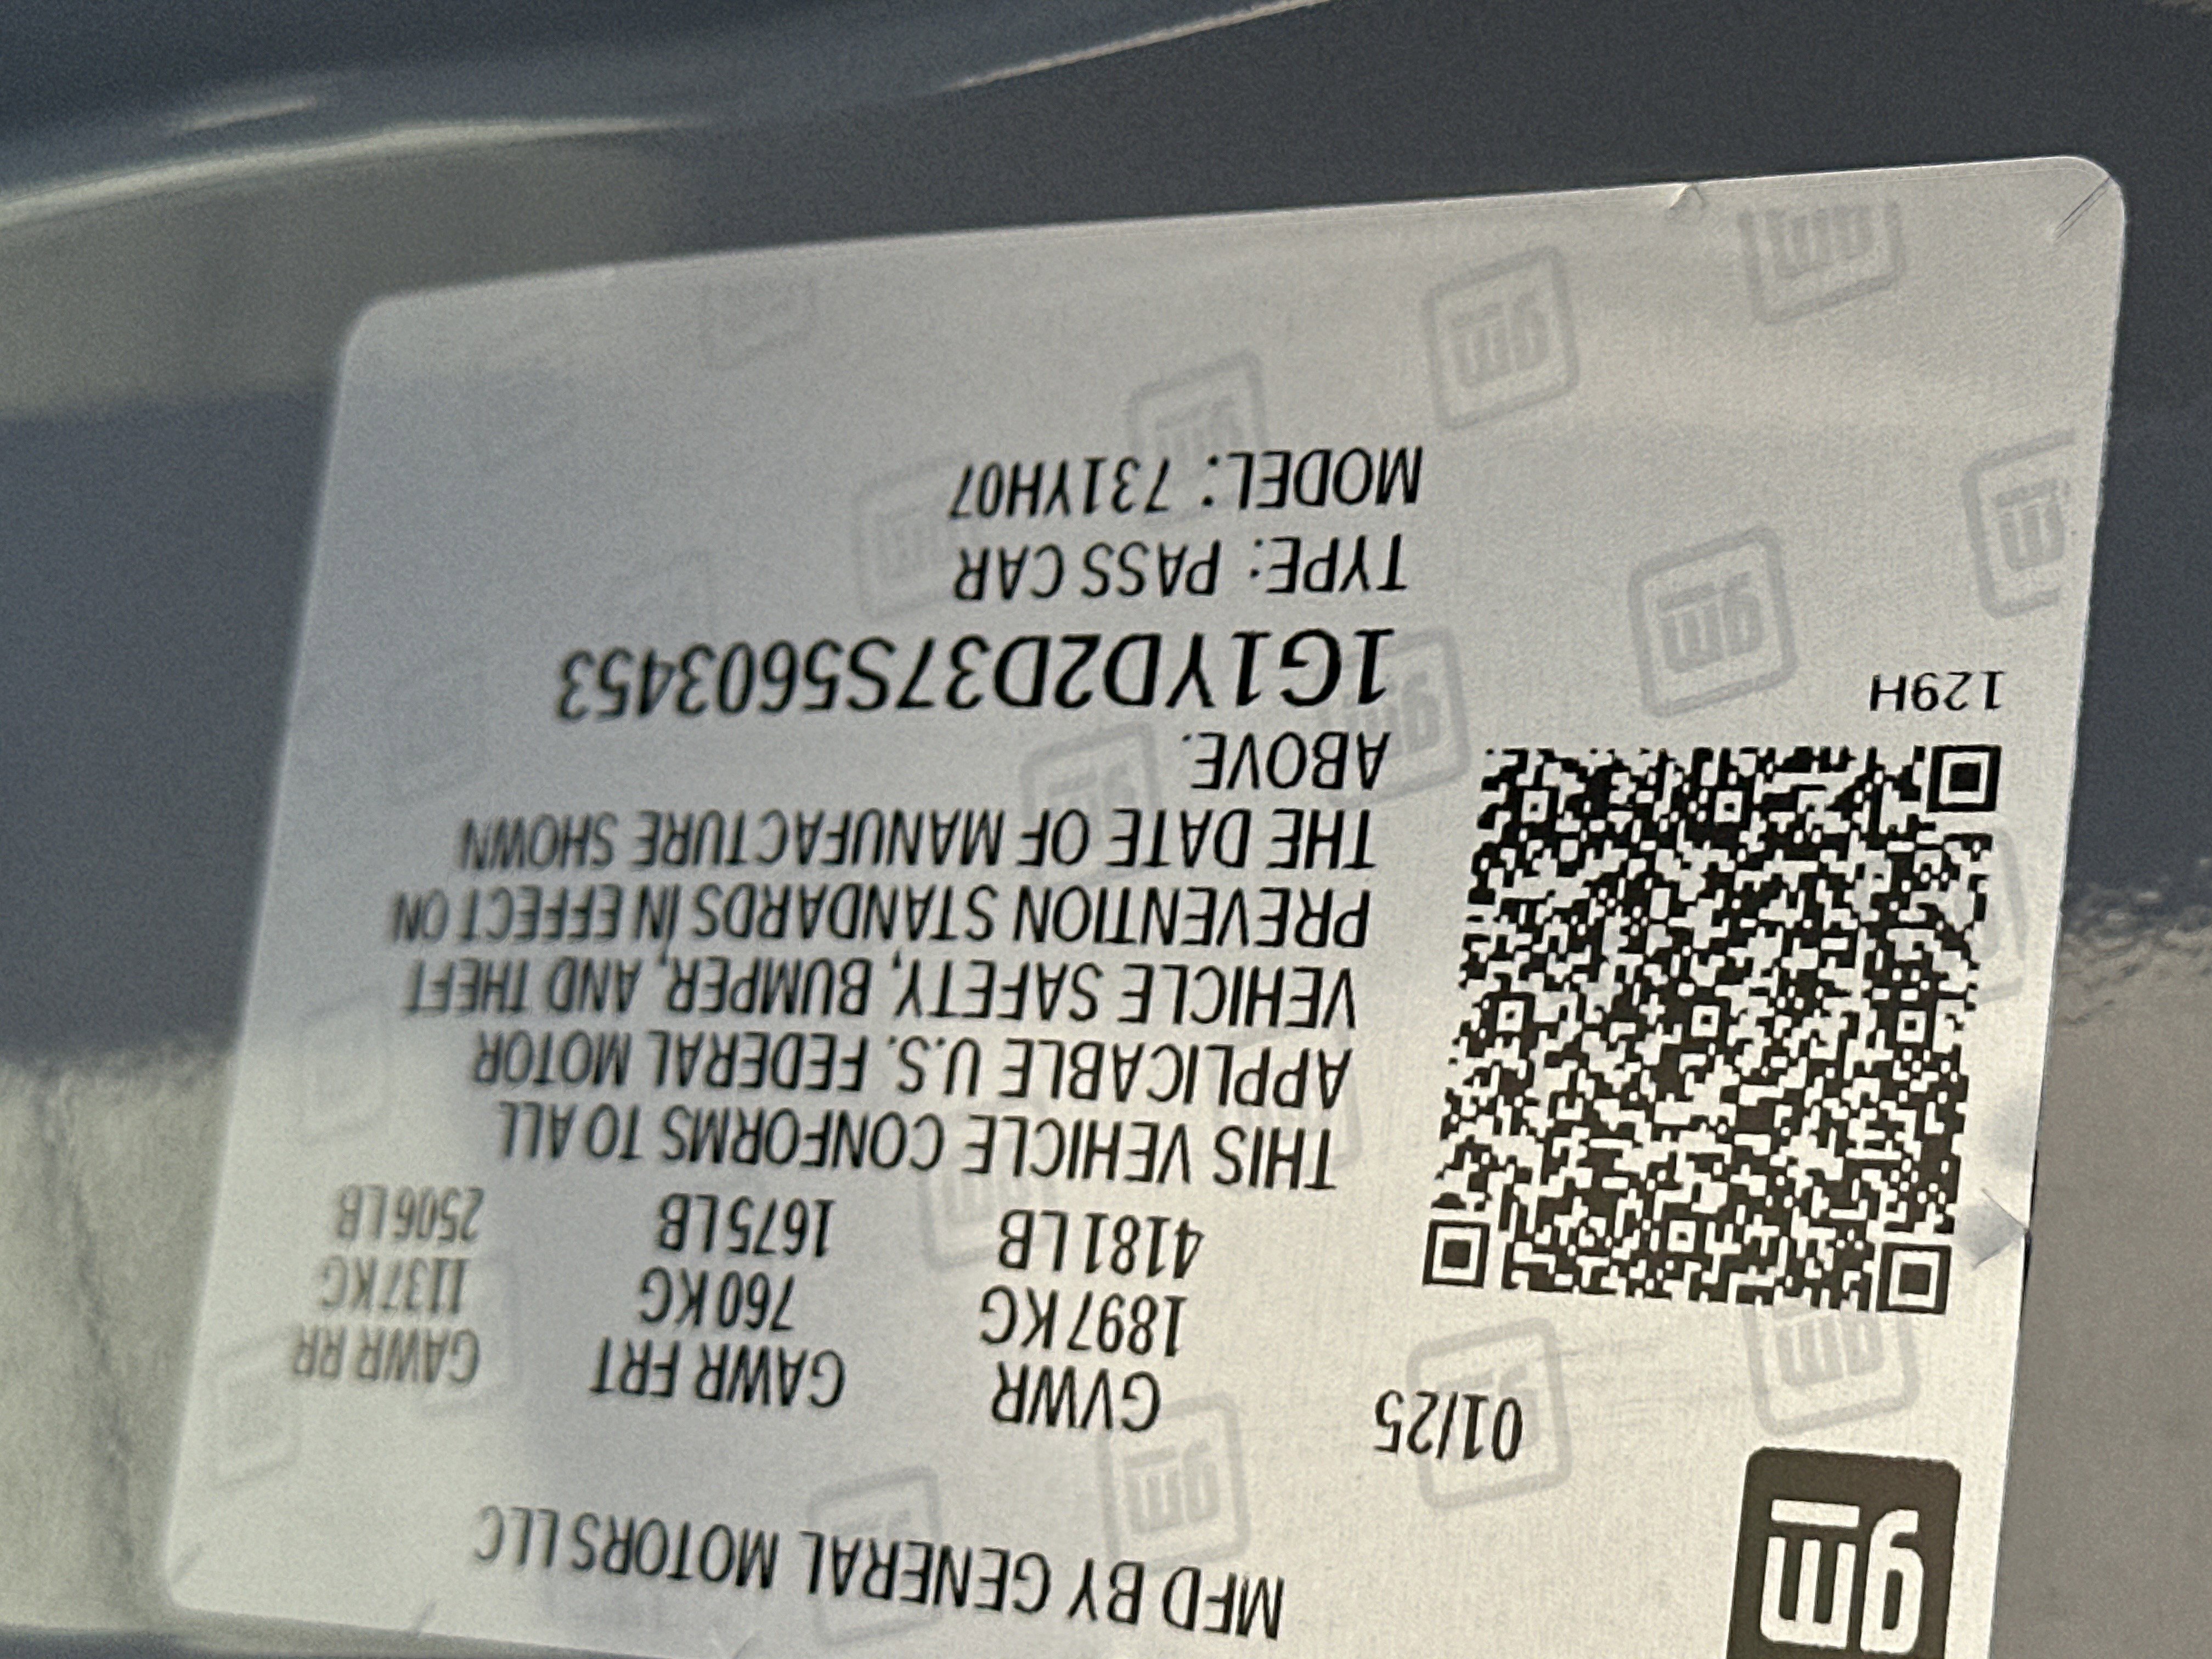 gm
MFD BY GENERAL MOTORS LLC
01/25
GVWR GAWR FRT GAWR RR
1897 KG 760 KG 1137 KG
4181 LB 1675 LB 2506 LB
THIS VEHICLE CONFORMS TO ALL
APPLICABLE U.S. FEDERAL MOTOR
VEHICLE SAFETY, BUMPER, AND THEFT
PREVENTION STANDARDS IN EFFECT ON
THE DATE OF MANUFACTURE SHOWN
ABOVE.
1G1YD2D37S5603453
129H
TYPE: PASS CAR
MODEL: 731YH07